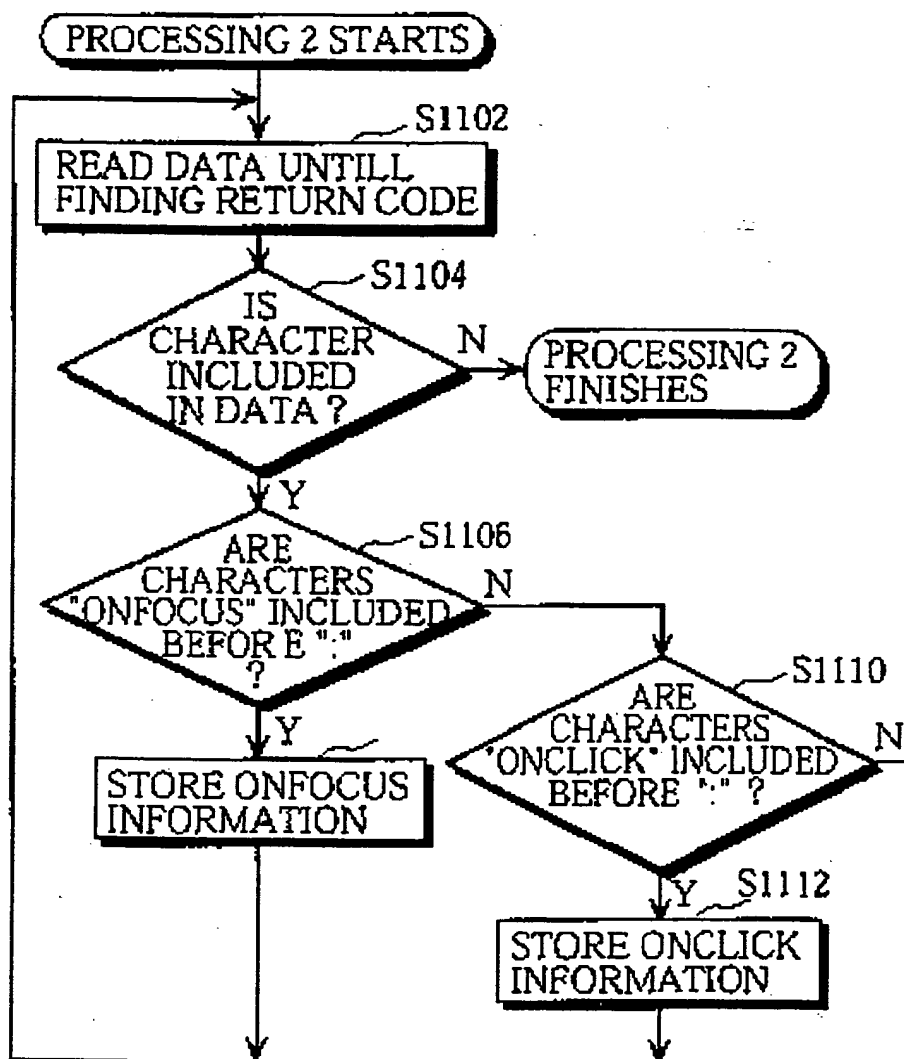 PROCESSING 2 STARTS
S1102
READ DATA UNTILL
FINDING RETURN CODE
S1104
IS
CHARACTER
INCLUDED
IN DATA ?
N
PROCESSING 2
FINISHES
Y
S1106
ARE
CHARACTERS
"ONFOCUS" INCLUDED
BEFORE ":"
?
N
Y
S1110
ARE
CHARACTERS
"ONCLICK" INCLUDED
BEFORE ":" ?
N
STORE ONFOCUS
INFORMATION
Y
S1112
STORE ONCLICK
INFORMATION